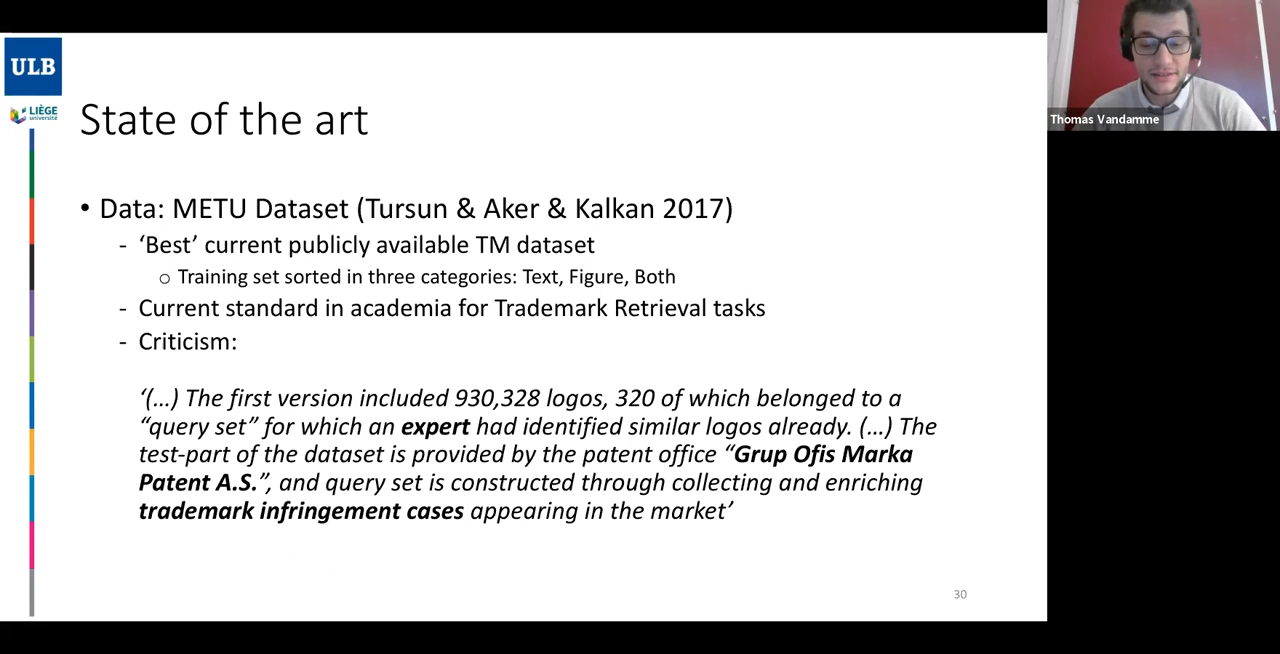 ULB
LIÈGE
université
State of the art
• Data: METU Dataset (Tursun & Aker & Kalkan 2017)
- ‘Best’ current publicly available TM dataset
o Training set sorted in three categories: Text, Figure, Both
- Current standard in academia for Trademark Retrieval tasks
- Criticism:
‘(…) The first version included 930,328 logos, 320 of which belonged to a
“query set” for which an expert had identified similar logos already. (…) The
test-part of the dataset is provided by the patent office “Grup Ofis Marka
Patent A.S.”, and query set is constructed through collecting and enriching
trademark infringement cases appearing in the market’
30
Thomas Vandamme